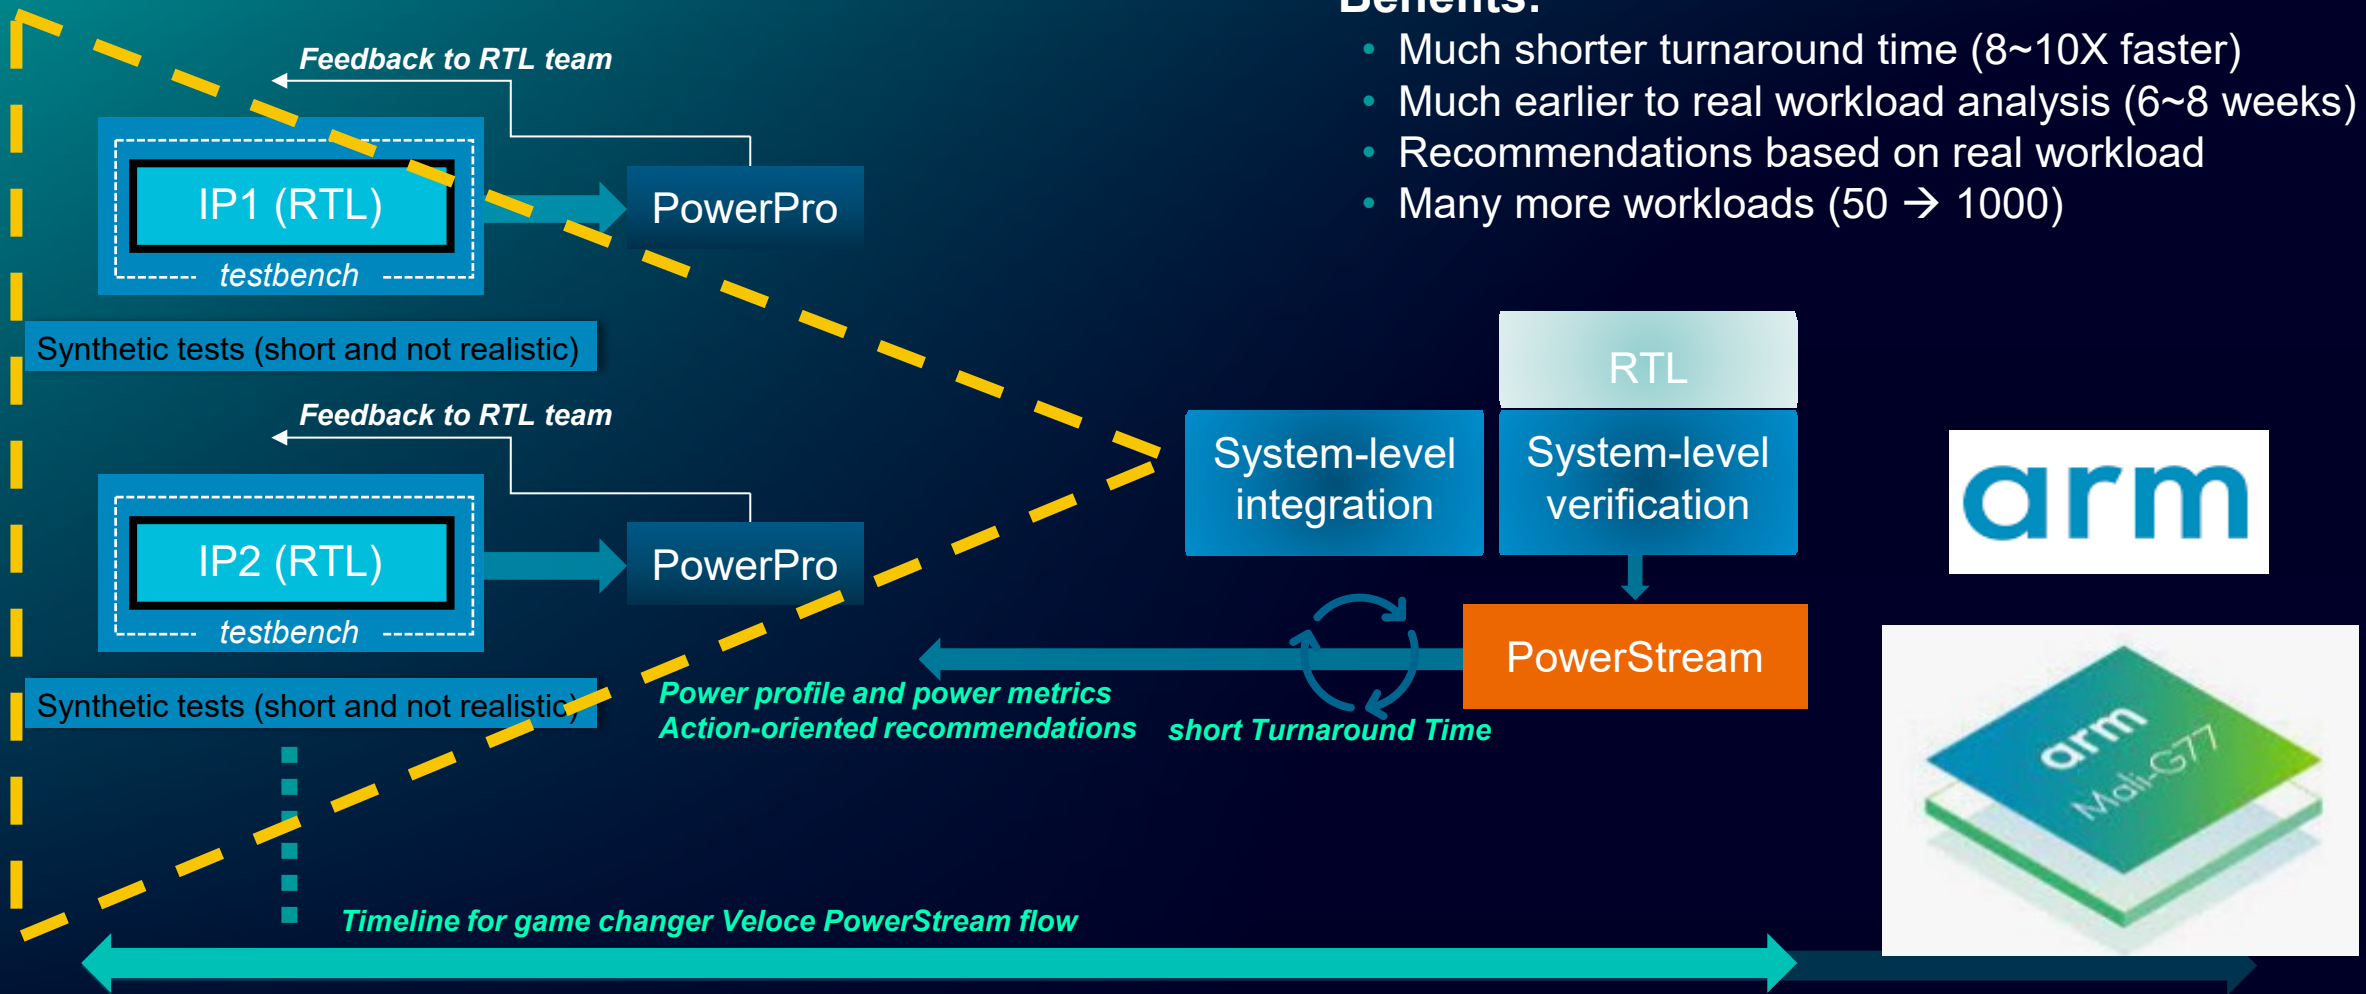 Benefits:
• Much shorter turnaround time (8~10X faster)
• Much earlier to real workload analysis (6~8 weeks)
• Recommendations based on real workload
• Many more workloads (50 → 1000)
Feedback to RTL team
IP1 (RTL)
testbench
PowerPro
Synthetic tests (short and not realistic)
Feedback to RTL team
IP2 (RTL)
testbench
PowerPro
Synthetic tests (short and not realistic)
RTL
System-level
integration
System-level
verification
PowerStream
Power profile and power metrics
Action-oriented recommendations
short Turnaround Time
arm
arm
Mali-G77
Timeline for game changer Veloce PowerStream flow